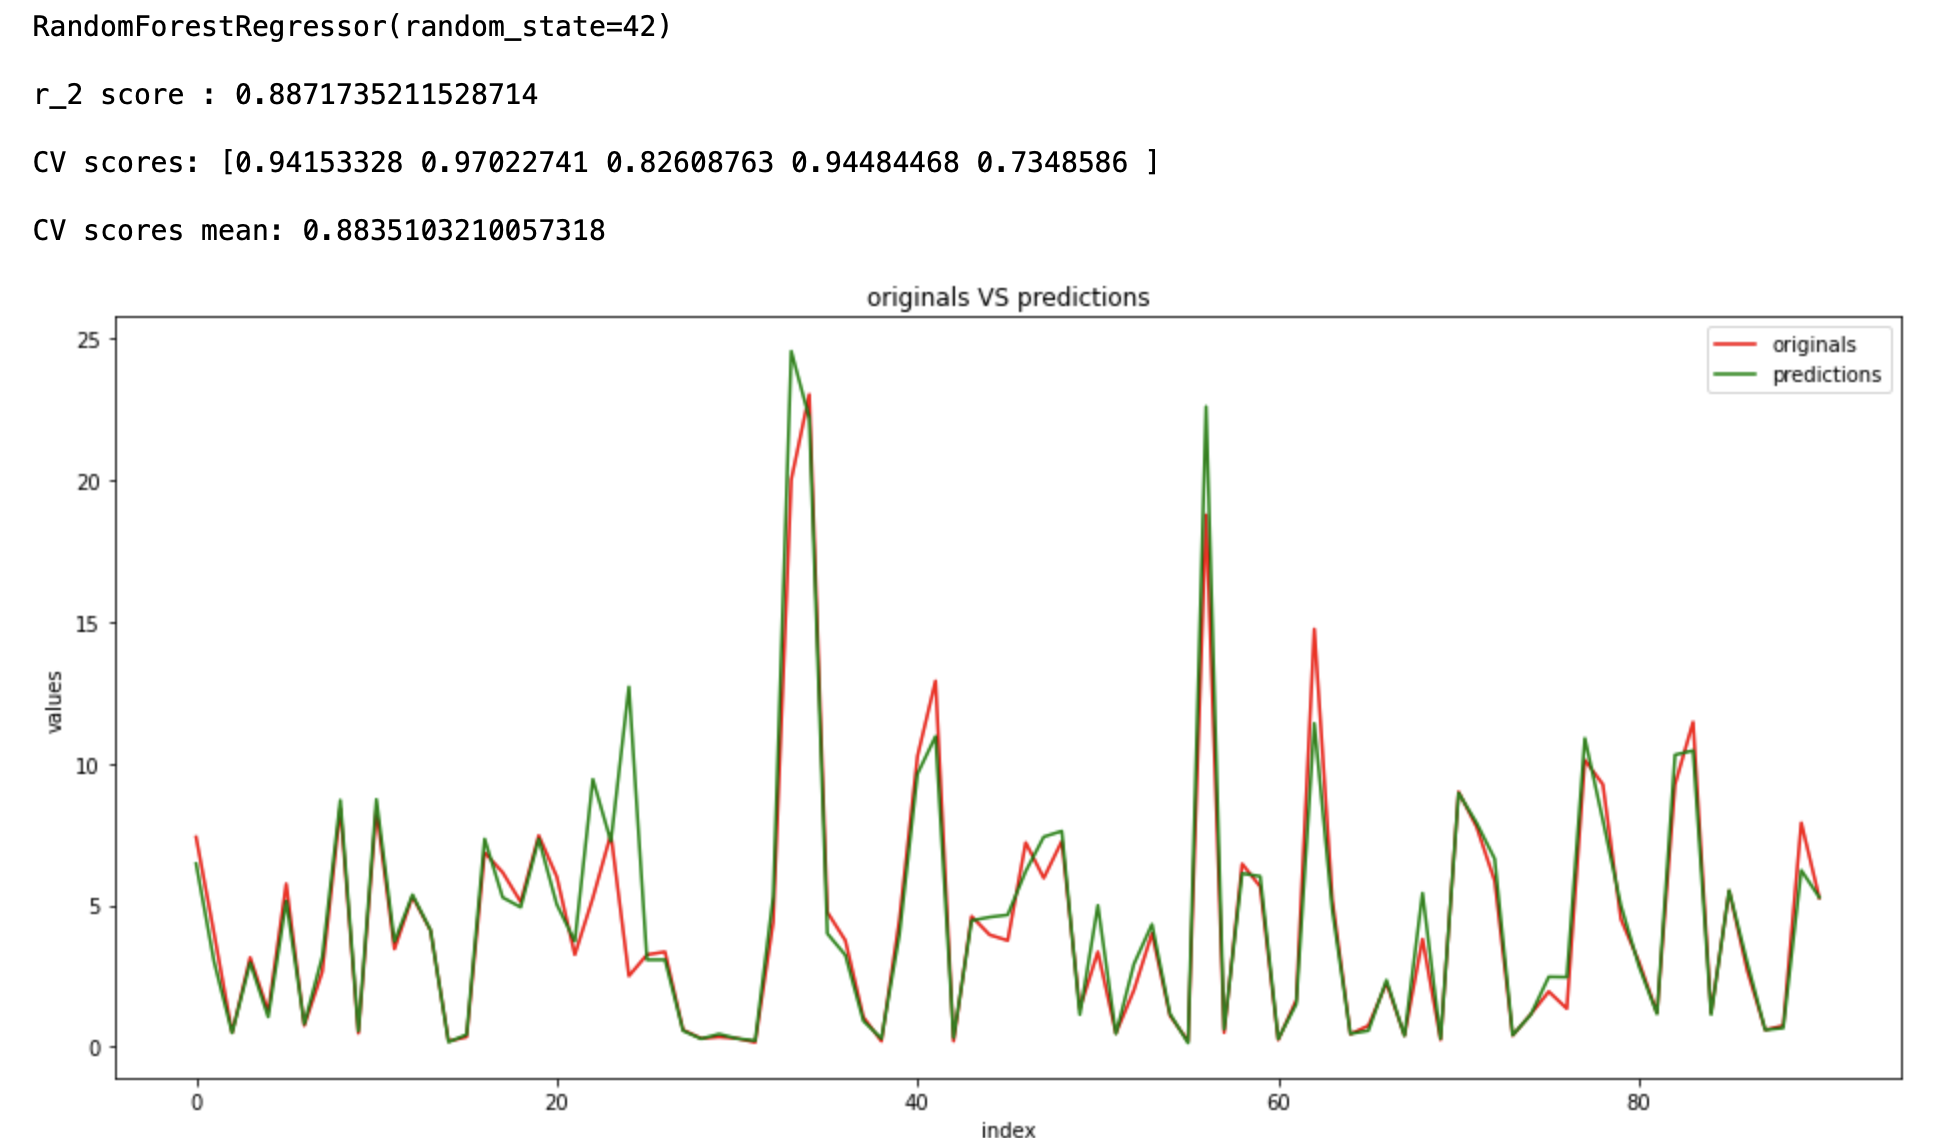 RandomForestRegressor(random_state=42)
r_2 score : 0.8871735211528714
CV scores: [0.94153328 0.97022741 0.82608763 0.94484468 0.7348586 ]
CV scores mean: 0.8835103210057318
originals VS predictions
originals
predictions
25
20
15
10
5
0
values
0 20 40 60 80
index